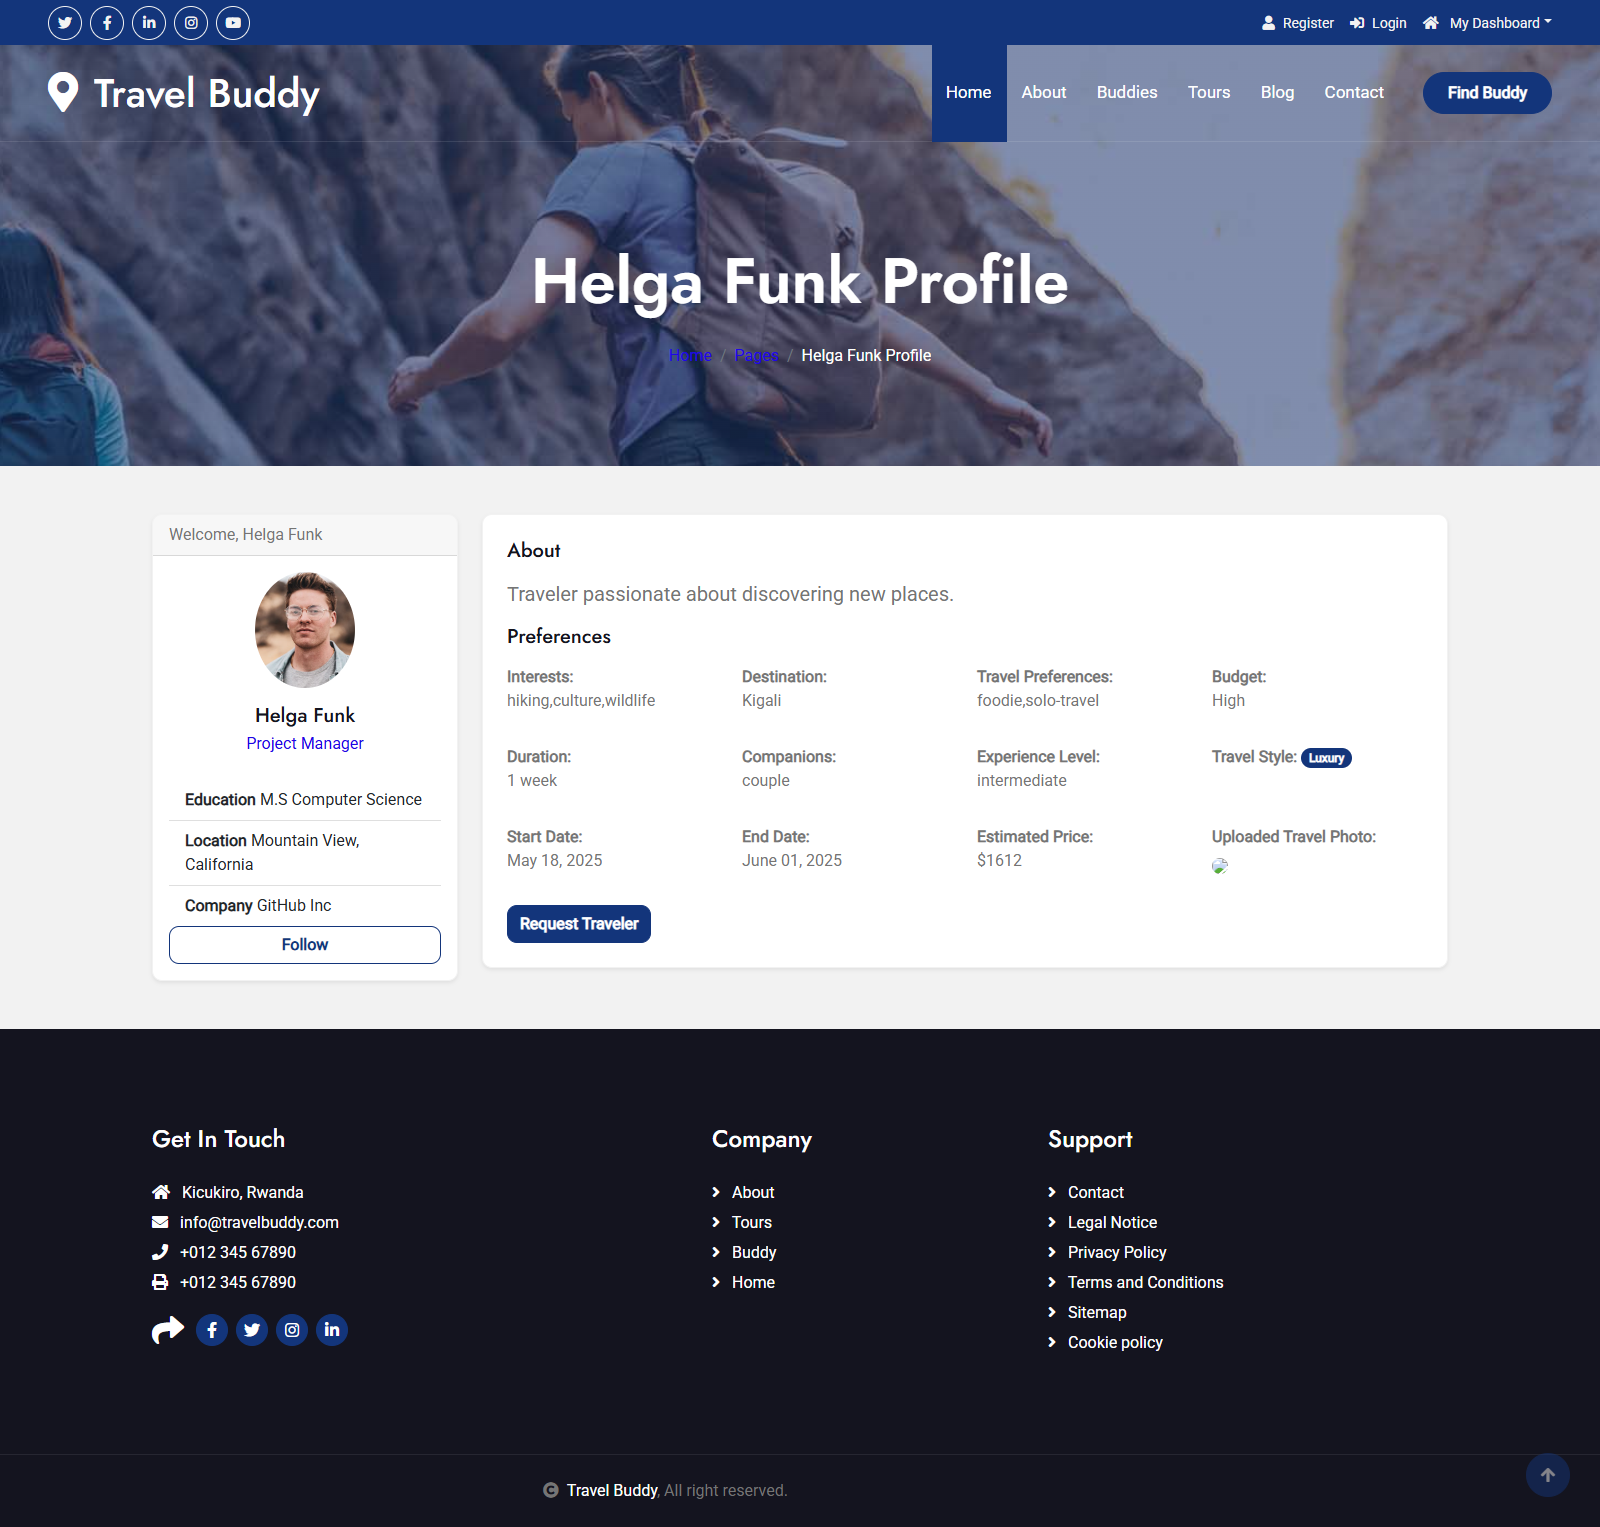 Register
Login
My Dashboard
Travel Buddy
Home
About
Buddies
Tours
Blog
Contact
Find Buddy
Helga Funk Profile
Home / Pages / Helga Funk Profile
Welcome, Helga Funk
Helga Funk
Project Manager
Education M.S Computer Science
Location Mountain View,
California
Company GitHub Inc
Follow
About
Traveler passionate about discovering new places.
Preferences
Interests:
hiking,culture,wildlife
Destination:
Kigali
Travel Preferences:
foodie,solo-travel
Budget:
High
Duration:
1 week
Companions:
couple
Experience Level:
intermediate
Travel Style: Luxury
Start Date:
May 18, 2025
End Date:
June 01, 2025
Estimated Price:
$1612
Uploaded Travel Photo:
Request Traveler
Get In Touch
Kicukiro, Rwanda
info@travelbuddy.com
+012 345 67890
+012 345 67890
Company
About
Tours
Buddy
Home
Support
Contact
Legal Notice
Privacy Policy
Terms and Conditions
Sitemap
Cookie policy
Travel Buddy, All right reserved.